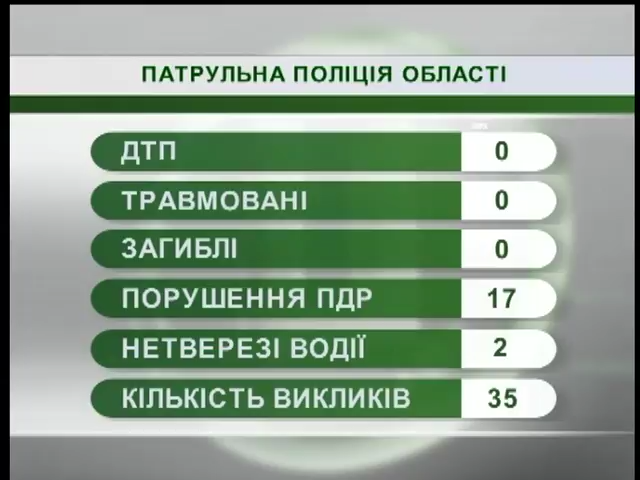 ПАТРУЛЬНА ПОЛІЦІЯ ОБЛАСТІ
ДТП 0
ТРАВМОВАНІ 0
ЗАГИБЛІ 0
ПОРУШЕННЯ ПДР 17
НЕТВЕРЕЗІ ВОДІЇ 2
КІЛЬКІСТЬ ВИКЛИКІВ 35